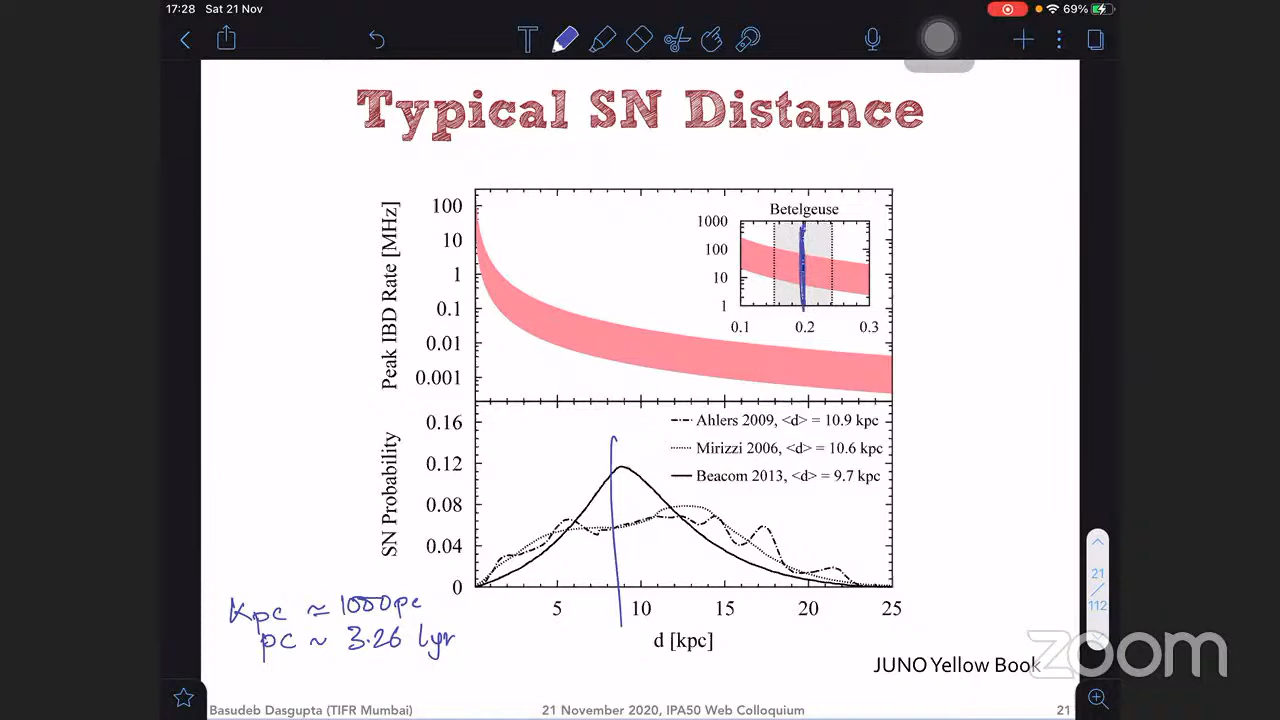 17:28 Sat 21 Nov
69%
T
Typical SN Distance
Peak IBD Rate [MHz]
100
10
1
0.1
0.01
0.001
Betelgeuse
1000
100
10
1
0.1 0.2 0.3
SN Probability
0.16
0.12
0.08
0.04
0
Ahlers 2009, <d> = 10.9 kpc
Mirizzi 2006, <d> = 10.6 kpc
Beacom 2013, <d> = 9.7 kpc
5 10 15 20 25
d [kpc]
Kpc ≈ 1000pc
pc ~ 3.26 lyr
JUNO Yellow Book
zoom
21
/
112
Basudeb Dasgupta (TIFR Mumbai) 21 November 2020, IPA50 Web Colloquium 21